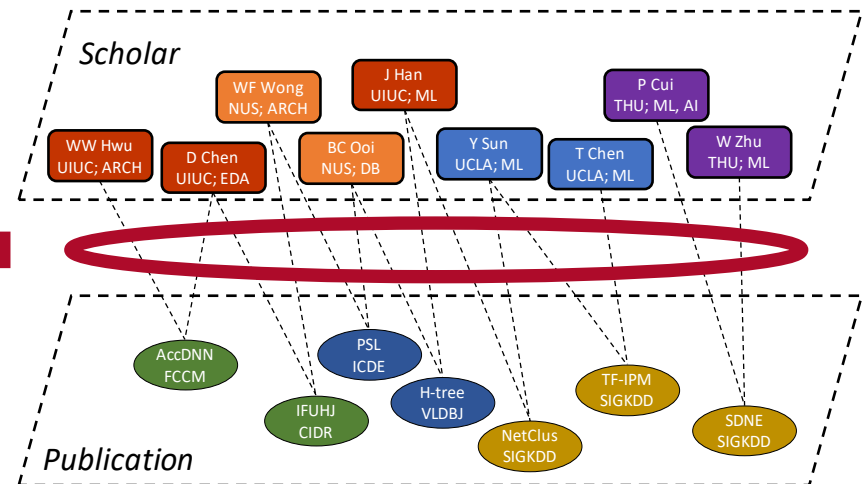 Scholar
WF Wong
NUS; ARCH
J Han
UIUC; ML
P Cui
THU; ML, AI
WW Hwu
UIUC; ARCH
D Chen
UIUC; EDA
BC Ooi
NUS; DB
Y Sun
UCLA; ML
T Chen
UCLA; ML
W Zhu
THU; ML
AccDNN
FCCM
PSL
ICDE
IFUHJ
CIDR
H-tree
VLDBJ
NetClus
SIGKDD
TF-IPM
SIGKDD
SDNE
SIGKDD
Publication